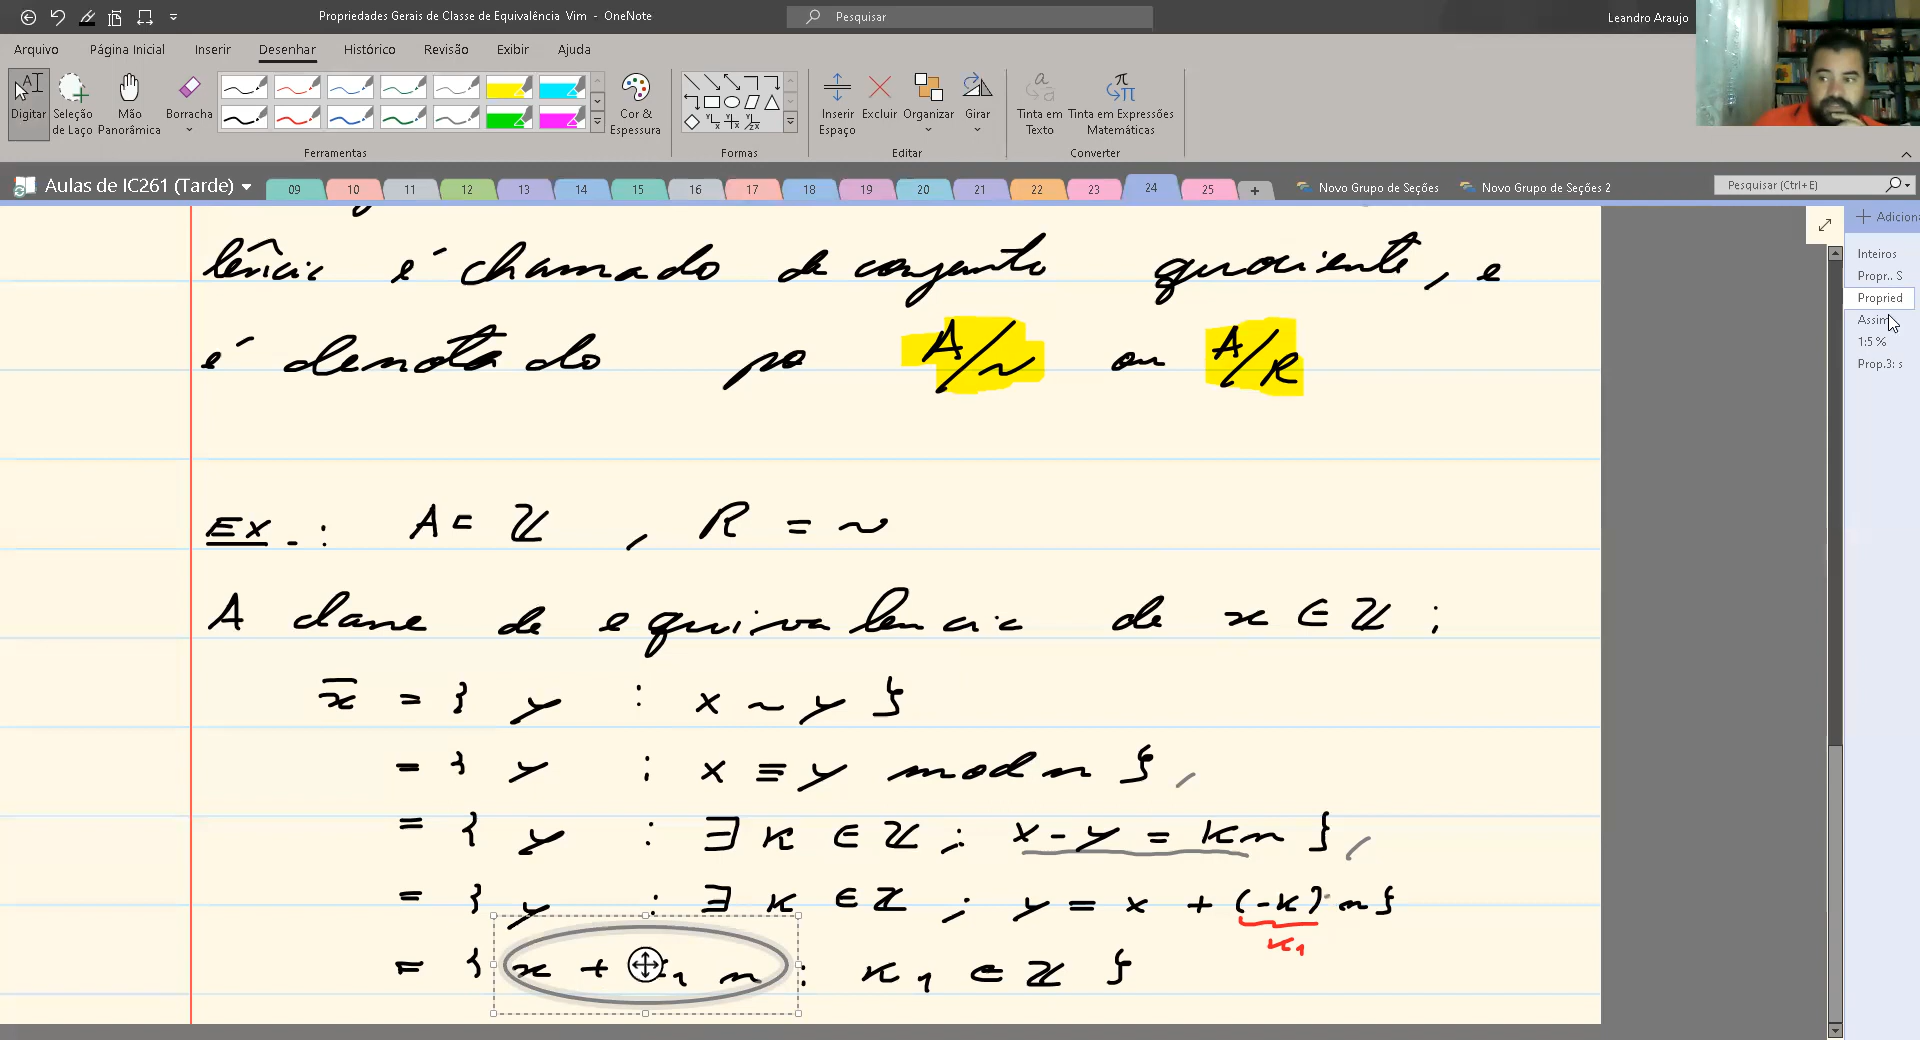 Propriedades Gerais de Classe de Equivalência Vim - OneNote
Pesquisar
Leandro Araujo
Arquivo Página Inicial Inserir Desenhar Histórico Revisão Exibir Ajuda
Digitar Seleção de Laço Mão Panorâmica Borracha Cor & Espessura Inserir Espaço Excluir Organizar Girar Tinta em Texto Tinta em Expressões Matemáticas
Ferramentas Formas Editar Converter
Aulas de IC261 (Tarde) 09 10 11 12 13 14 15 16 17 18 19 20 21 22 23 24 25 + Novo Grupo de Seções Novo Grupo de Seções 2 Pesquisar (Ctrl+E)
Adiciona
Inteiros
Propr.. S
Propried
Assim
1:5 %
Prop.3: s
lência é chamado de conjunto quociente, e
é denotado por A/~ ou A/R
EX.: A = ℤ , R = ~
A classe de equivalencia de x ∈ ℤ ;
x̄ = { y : x ~ y }
= { y : x ≡ y mod n },
= { y : ∃ k ∈ ℤ ; x - y = kn },
= { y : ∃ k ∈ ℤ ; y = x + (-k)·n}
k₁
= { x + k₁ n : k₁ ∈ ℤ }